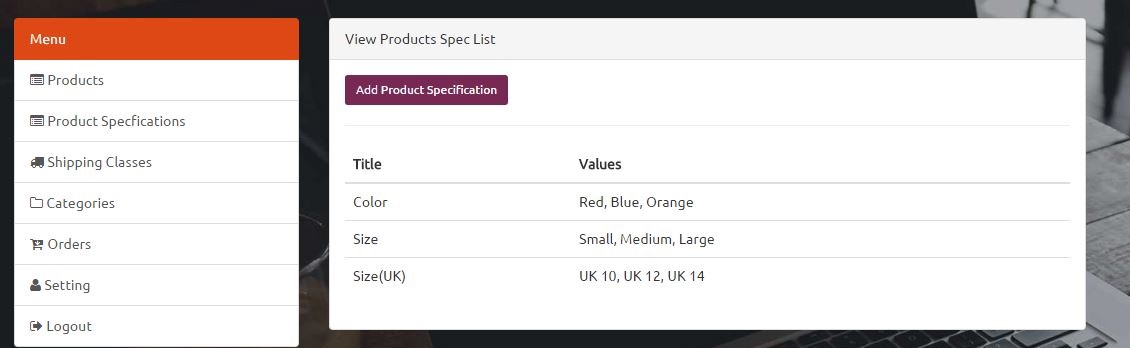 Menu
Products
Product Specfications
Shipping Classes
Categories
Orders
Setting
Logout
View Products Spec List
Add Product Specification
Title Values
Color Red, Blue, Orange
Size Small, Medium, Large
Size(UK) UK 10, UK 12, UK 14